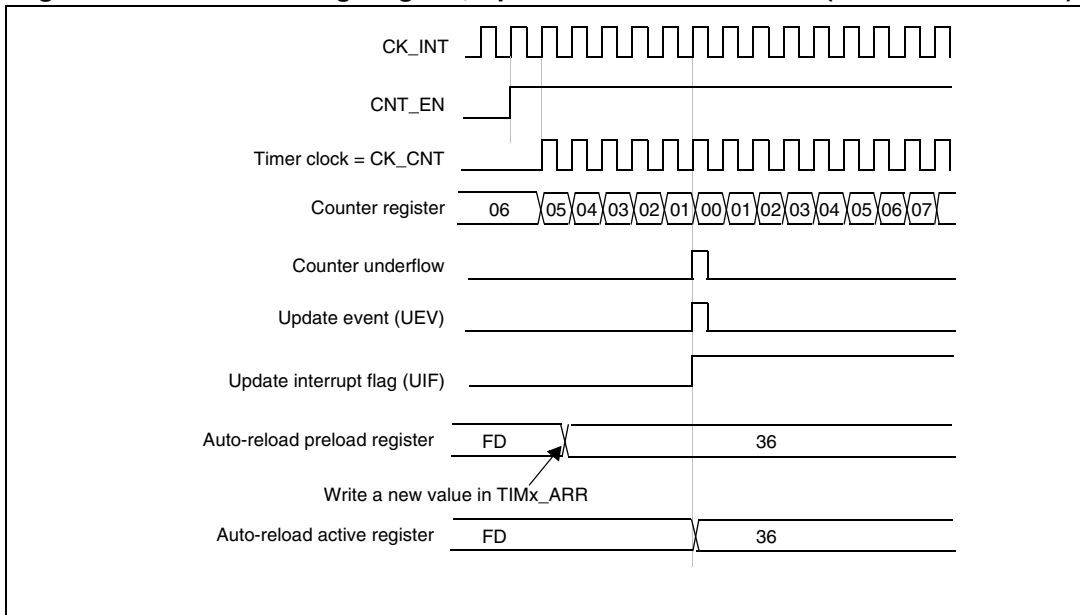 CK_INT
CNT_EN
Timer clock = CK_CNT
Counter register 06 05 04 03 02 01 00 01 02 03 04 05 06 07
Counter underflow
Update event (UEV)
Update interrupt flag (UIF)
Auto-reload preload register FD 36
Write a new value in TIMx_ARR
Auto-reload active register FD 36